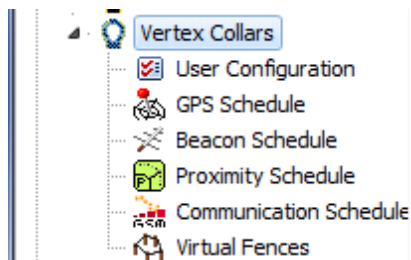 Vertex Collars
User Configuration
GPS Schedule
Beacon Schedule
Proximity Schedule
Communication Schedule
Virtual Fences